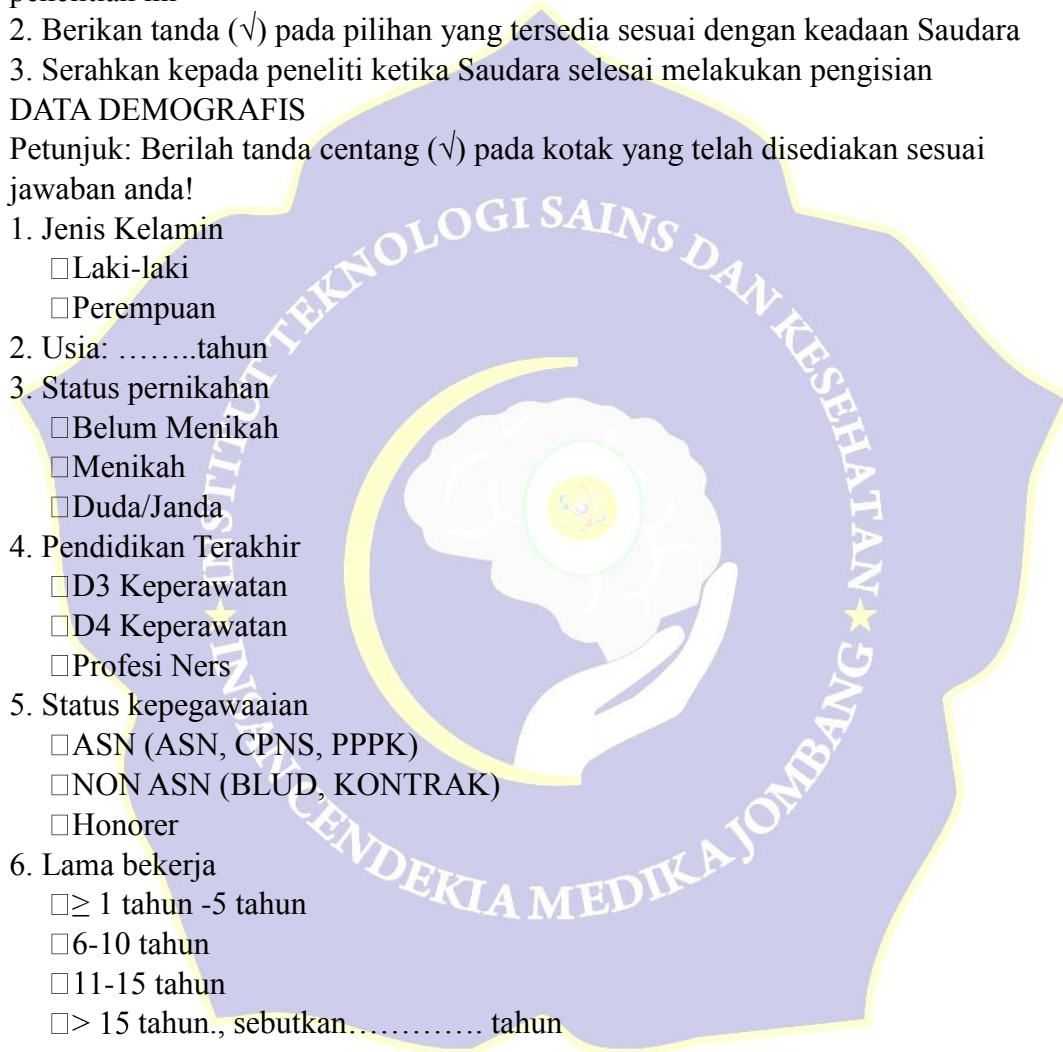 2. Berikan tanda (√) pada pilihan yang tersedia sesuai dengan keadaan Saudara
3. Serahkan kepada peneliti ketika Saudara selesai melakukan pengisian
DATA DEMOGRAFIS
Petunjuk: Berilah tanda centang (√) pada kotak yang telah disediakan sesuai
jawaban anda!
1. Jenis Kelamin
□Laki-laki
□Perempuan
2. Usia: ……..tahun
3. Status pernikahan
□Belum Menikah
□Menikah
□Duda/Janda
4. Pendidikan Terakhir
□D3 Keperawatan
□D4 Keperawatan
□Profesi Ners
5. Status kepegawaaian
□ASN (ASN, CPNS, PPPK)
□NON ASN (BLUD, KONTRAK)
□Honorer
6. Lama bekerja
□≥ 1 tahun -5 tahun
□6-10 tahun
□11-15 tahun
□> 15 tahun., sebutkan…………. tahun
INSTITUT TEKNOLOGI SAINS DAN KESEHATAN
INSAN CENDEKIA MEDIKA JOMBANG